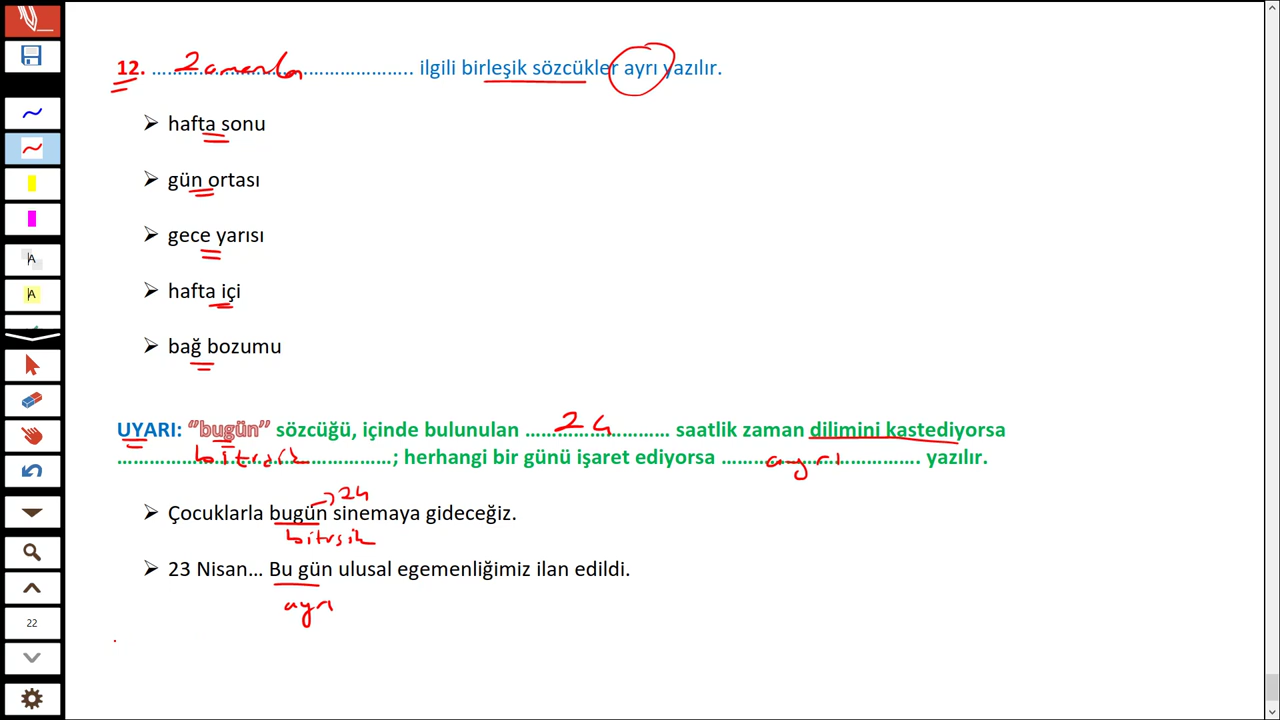 12. Zamanla ilgili birleşik sözcükler ayrı yazılır.
hafta sonu
gün ortası
gece yarısı
hafta içi
bağ bozumu
UYARI: ‘‘bugün’’ sözcüğü, içinde bulunulan 24 saatlik zaman dilimini kastediyorsa
bitişik ; herhangi bir günü işaret ediyorsa ayrı yazılır.
24
Çocuklarla bugün sinemaya gideceğiz.
bitişik
23 Nisan... Bu gün ulusal egemenliğimiz ilan edildi.
ayrı
A
A
22